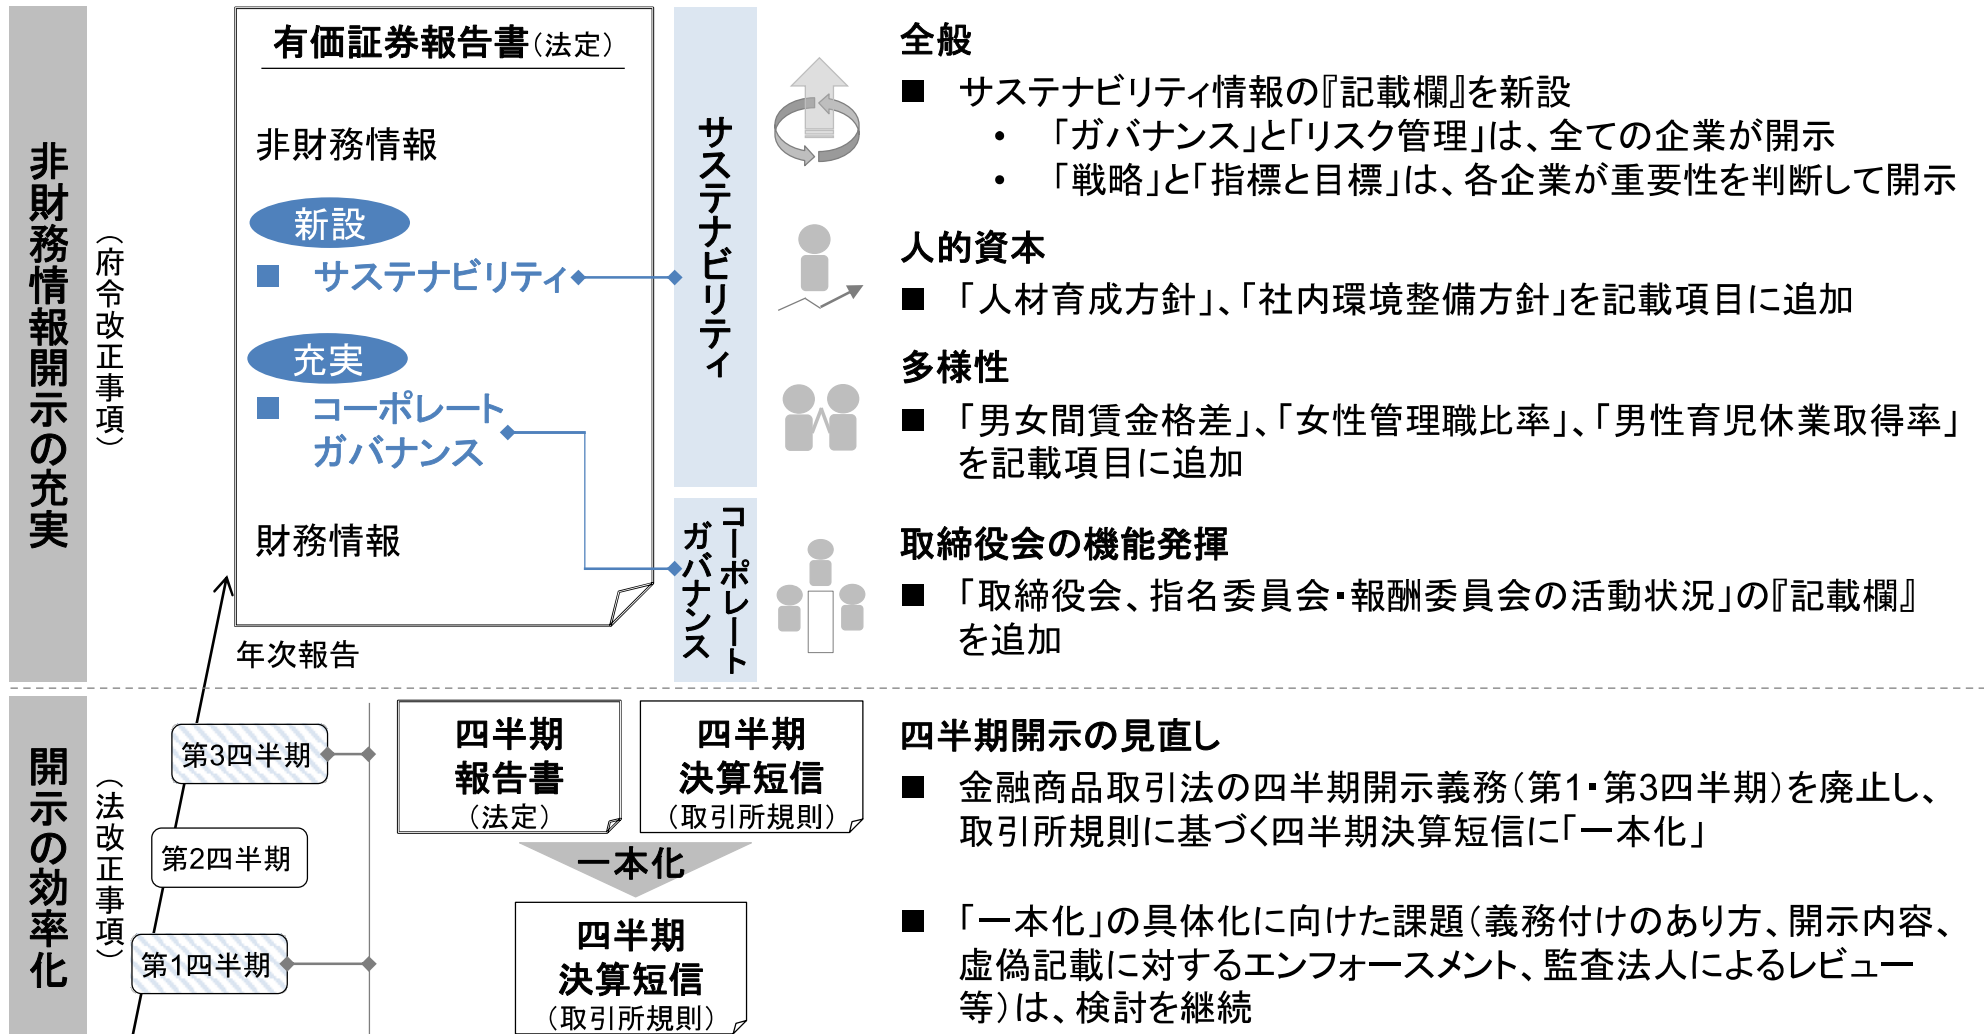 非財務情報開示の充実
（府令改正事項）
有価証券報告書（法定）
非財務情報
新設
■ サステナビリティ
充実
■ コーポレート
ガバナンス
財務情報
年次報告
サステナビリティ
コーポレート
ガバナンス
全般
■ サステナビリティ情報の『記載欄』を新設
• 「ガバナンス」と「リスク管理」は、全ての企業が開示
• 「戦略」と「指標と目標」は、各企業が重要性を判断して開示
人的資本
■ 「人材育成方針」、「社内環境整備方針」を記載項目に追加
多様性
■ 「男女間賃金格差」、「女性管理職比率」、「男性育児休業取得率」
を記載項目に追加
取締役会の機能発揮
■ 「取締役会、指名委員会・報酬委員会の活動状況」の『記載欄』
を追加
開示の効率化
（法改正事項）
第3四半期
第2四半期
第1四半期
四半期
報告書
（法定）
四半期
決算短信
（取引所規則）
一本化
四半期
決算短信
（取引所規則）
四半期開示の見直し
■ 金融商品取引法の四半期開示義務（第1・第3四半期）を廃止し、
取引所規則に基づく四半期決算短信に「一本化」
■ 「一本化」の具体化に向けた課題（義務付けのあり方、開示内容、
虚偽記載に対するエンフォースメント、監査法人によるレビュー
等）は、検討を継続